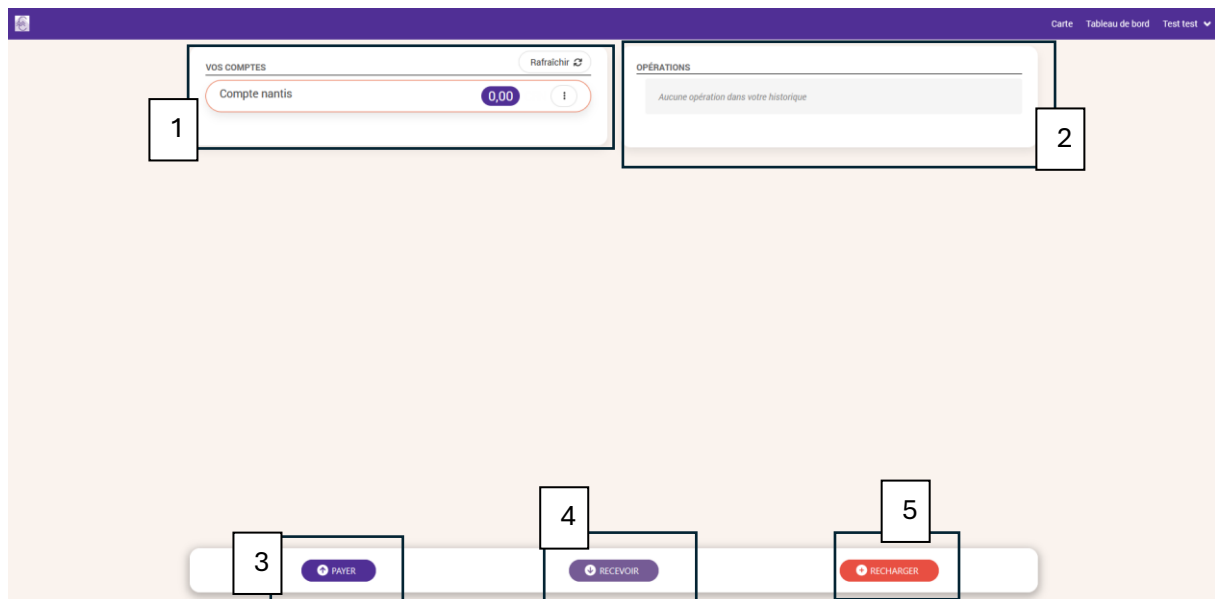 Carte Tableau de bord Test test
VOS COMPTES
Rafraîchir
Compte nantis
0,00
1
OPÉRATIONS
Aucune opération dans votre historique
2
3
PAYER
4
RECEVOIR
5
RECHARGER